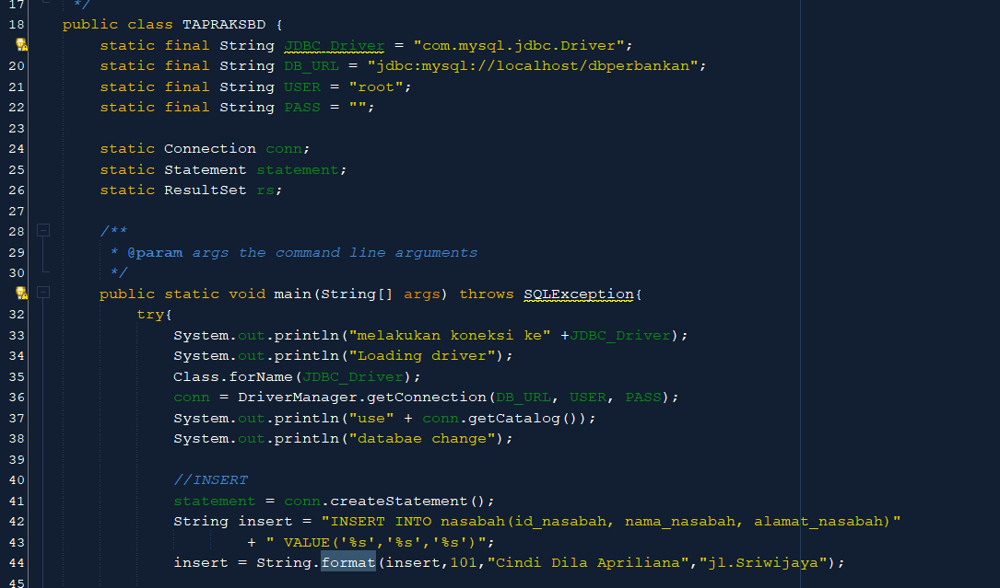 17 */
18 public class TAPRAKSBD {
static final String JDBC_Driver = "com.mysql.jdbc.Driver";
20 static final String DB_URL = "jdbc:mysql://localhost/dbperbankan";
21 static final String USER = "root";
22 static final String PASS = "";
23
24 static Connection conn;
25 static Statement statement;
26 static ResultSet rs;
27
28 /**
29 * @param args the command line arguments
30 */
public static void main(String[] args) throws SQLException{
32 try{
33 System.out.println("melakukan koneksi ke" +JDBC_Driver);
34 System.out.println("Loading driver");
35 Class.forName(JDBC_Driver);
36 conn = DriverManager.getConnection(DB_URL, USER, PASS);
37 System.out.println("use" + conn.getCatalog());
38 System.out.println("databae change");
39
40 //INSERT
41 statement = conn.createStatement();
42 String insert = "INSERT INTO nasabah(id_nasabah, nama_nasabah, alamat_nasabah)"
43 + " VALUE('%s','%s','%s')";
44 insert = String.format(insert,101,"Cindi Dila Apriliana","jl.Sriwijaya");
45